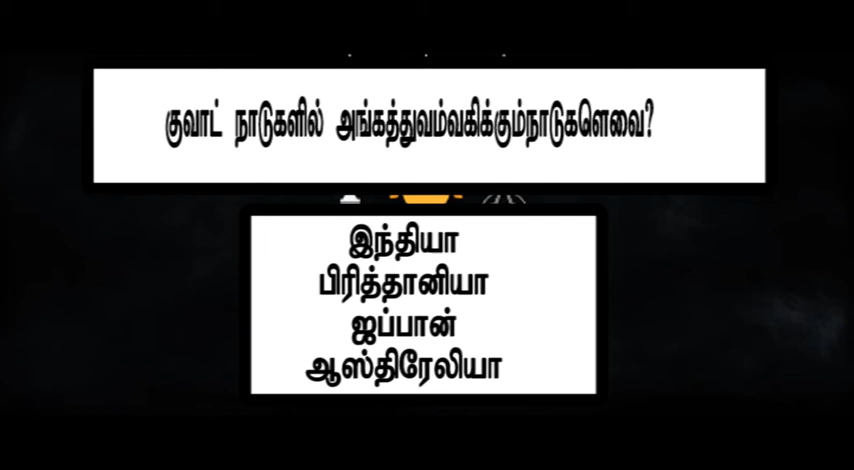 குவாட் நாடுகளில் அங்கத்துவம்வகிக்கும்நாடுகளெவை?
இந்தியா
பிரித்தானியா
ஜப்பான்
ஆஸ்திரேலியா